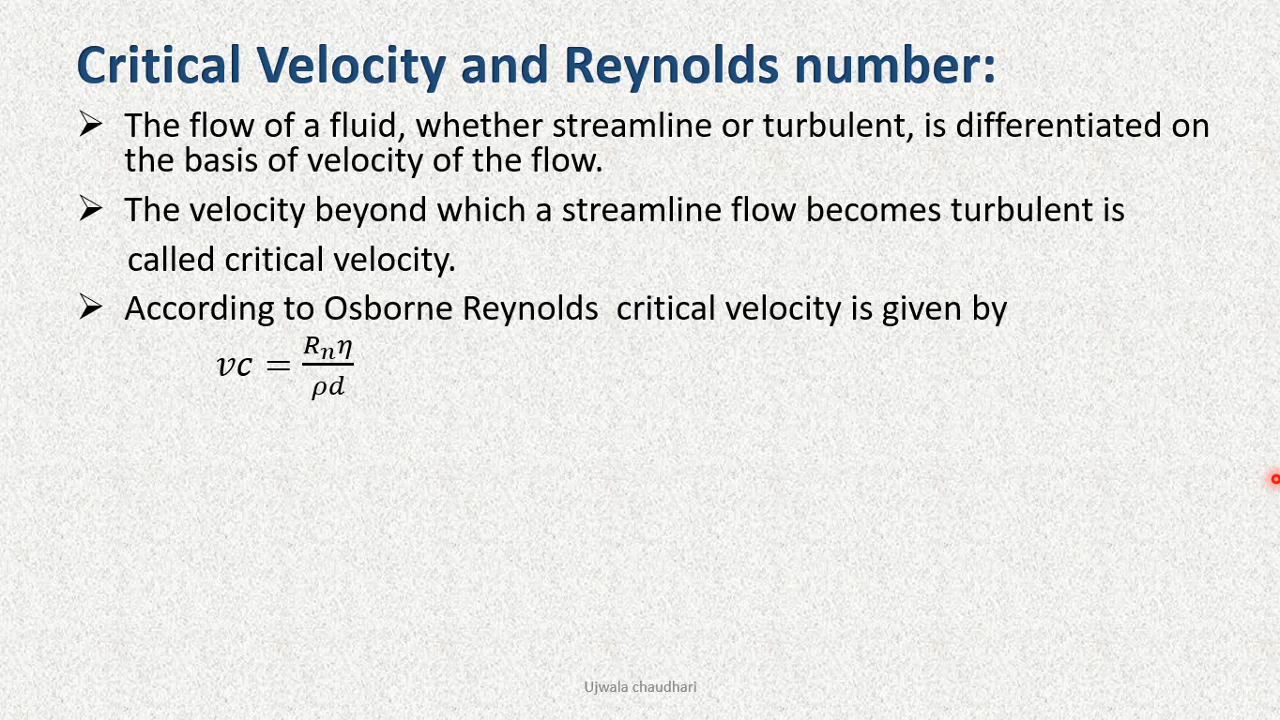 Critical Velocity and Reynolds number:
➢ The flow of a fluid, whether streamline or turbulent, is differentiated on
the basis of velocity of the flow.
➢ The velocity beyond which a streamline flow becomes turbulent is
called critical velocity.
➢ According to Osborne Reynolds  critical velocity is given by
𝑣𝑐 = \frac{R_n η}{ρd}
Ujwala chaudhari